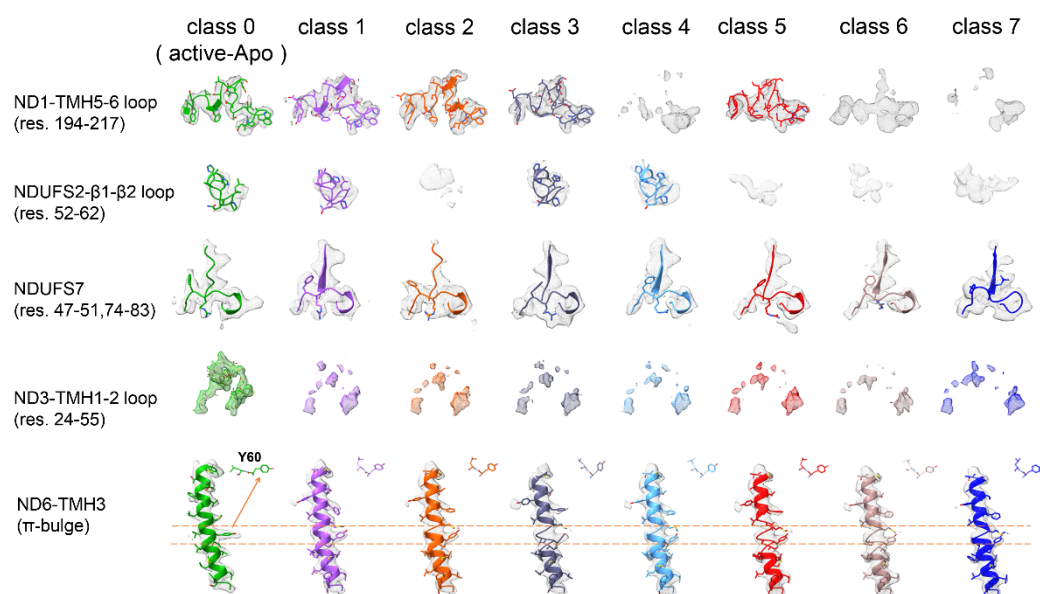 class 0 class 1 class 2 class 3 class 4 class 5 class 6 class 7
( active-Apo )
ND1-TMH5-6 loop
(res. 194-217)
NDUFS2-β1-β2 loop
(res. 52-62)
NDUFS7
(res. 47-51,74-83)
ND3-TMH1-2 loop
(res. 24-55)
Y60
ND6-TMH3
(π-bulge)